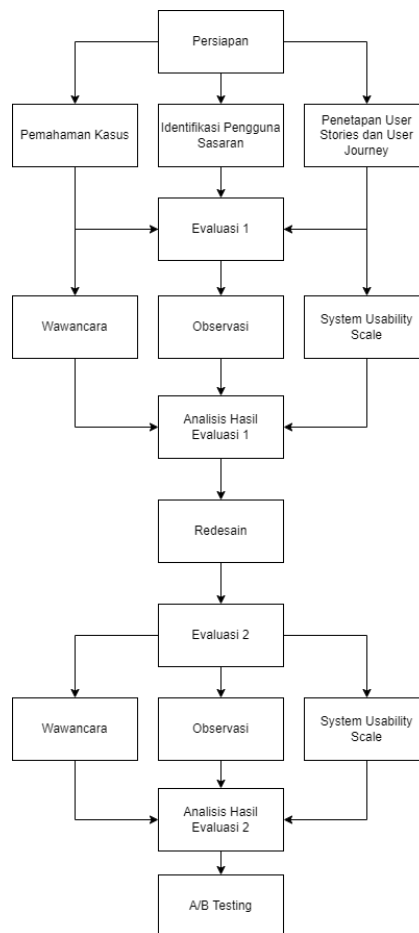 Persiapan
Pemahaman Kasus
Identifikasi Pengguna
Sasaran
Penetapan User
Stories dan User
Journey
Evaluasi 1
Wawancara
Observasi
System Usability
Scale
Analisis Hasil
Evaluasi 1
Redesain
Evaluasi 2
Wawancara
Observasi
System Usability
Scale
Analisis Hasil
Evaluasi 2
A/B Testing